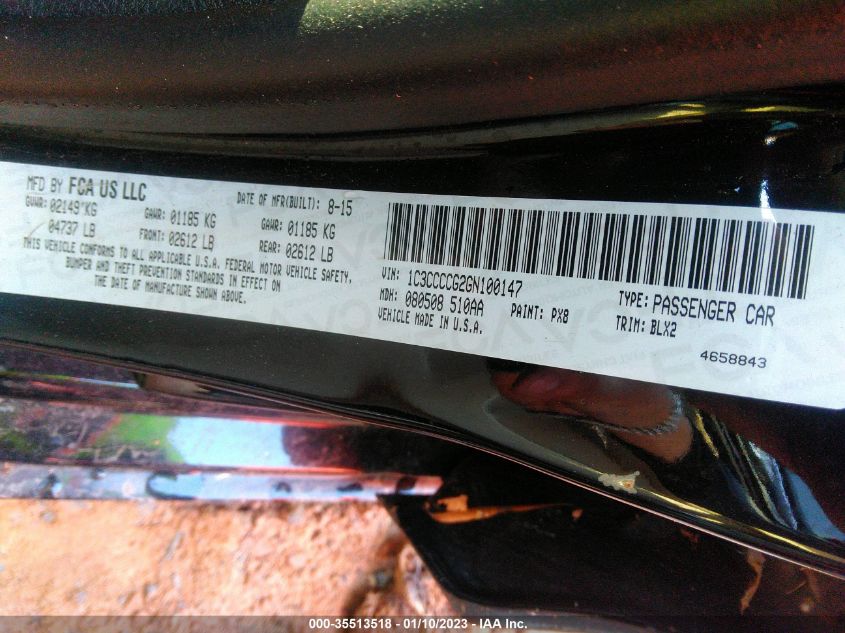 MFD BY FCA US LLC
DATE OF MFR(BUILT): 8-15
GVWR: 02149 KG
GAWR: 01185 KG
GAWR: 01185 KG
04737 LB
FRONT: 02612 LB
REAR: 02612 LB
THIS VEHICLE CONFORMS TO ALL APPLICABLE U.S.A. FEDERAL MOTOR VEHICLE SAFETY,
BUMPER AND THEFT PREVENTION STANDARDS IN EFFECT ON
THE DATE OF MANUFACTURE SHOWN ABOVE.
VIN: 1C3CCCCG2GN100147
TYPE: PASSENGER CAR
MDH: 080508 510AA
PAINT: PX8
TRIM: BLX2
VEHICLE MADE IN U.S.A.
4658843
000-35513518 - 01/10/2023 - © IAA Inc.